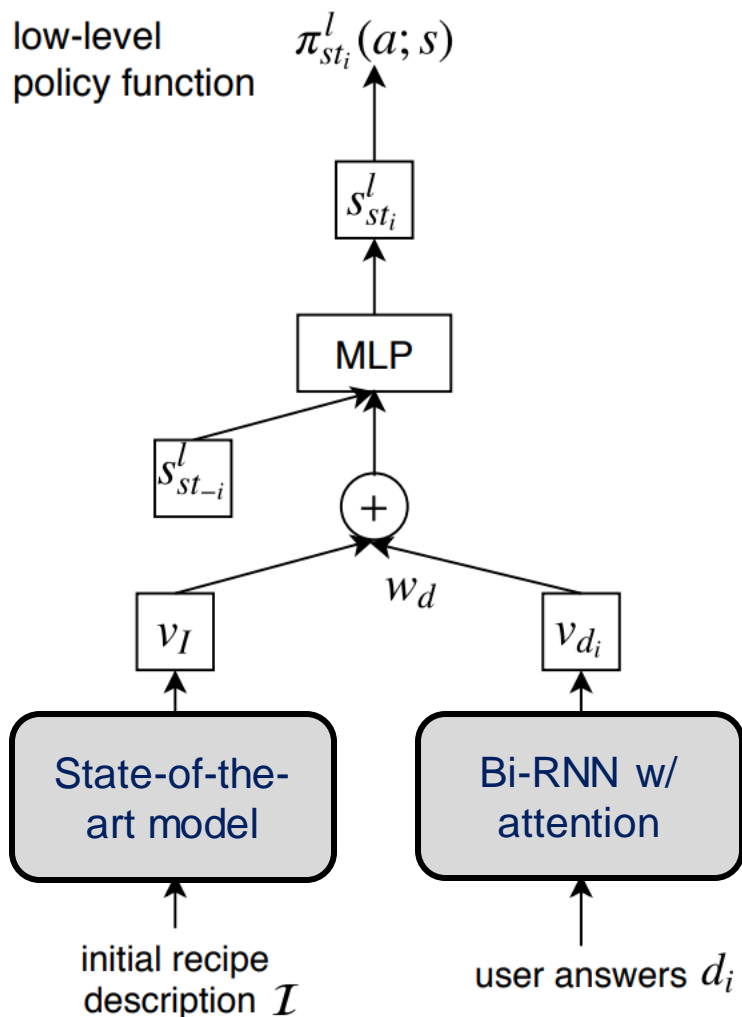 low-level
policy function
π^l_{st_i}(a; s)
s^l_{st_i}
MLP
s^l_{st_{-i}}
+
w_d
v_I
v_{d_i}
State-of-the-
art model
Bi-RNN w/
attention
initial recipe
description I
user answers d_i